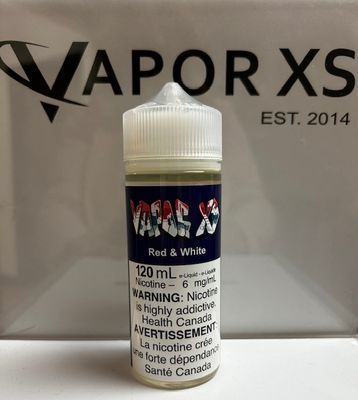 VAPOR XS
EST. 2014
VAPOR XS
Red & White
120 mL e-Liquid - e-Liquide
Nicotine – 6 mg/mL
WARNING: Nicotine
is highly addictive.
Health Canada
AVERTISSEMENT:
La nicotine crée
une forte dépendance.
Santé Canada